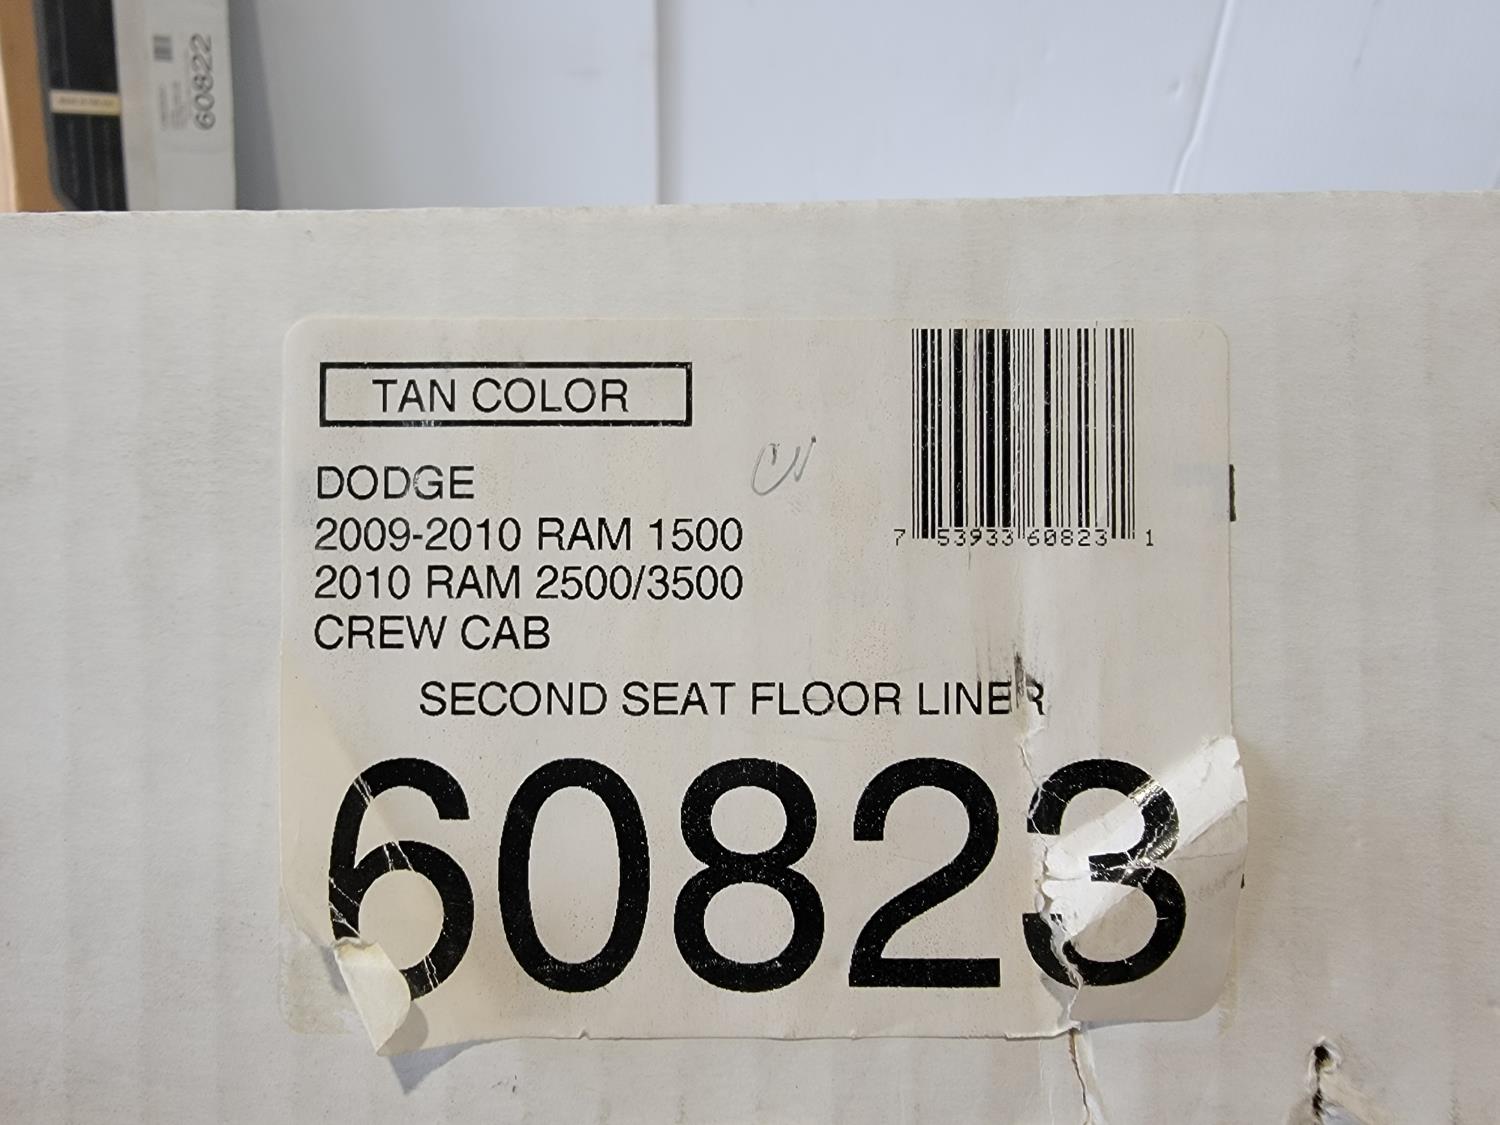 60822
TAN COLOR
DODGE
2009-2010 RAM 1500
2010 RAM 2500/3500
CREW CAB
7 53933 60823 1
SECOND SEAT FLOOR LINER
60823